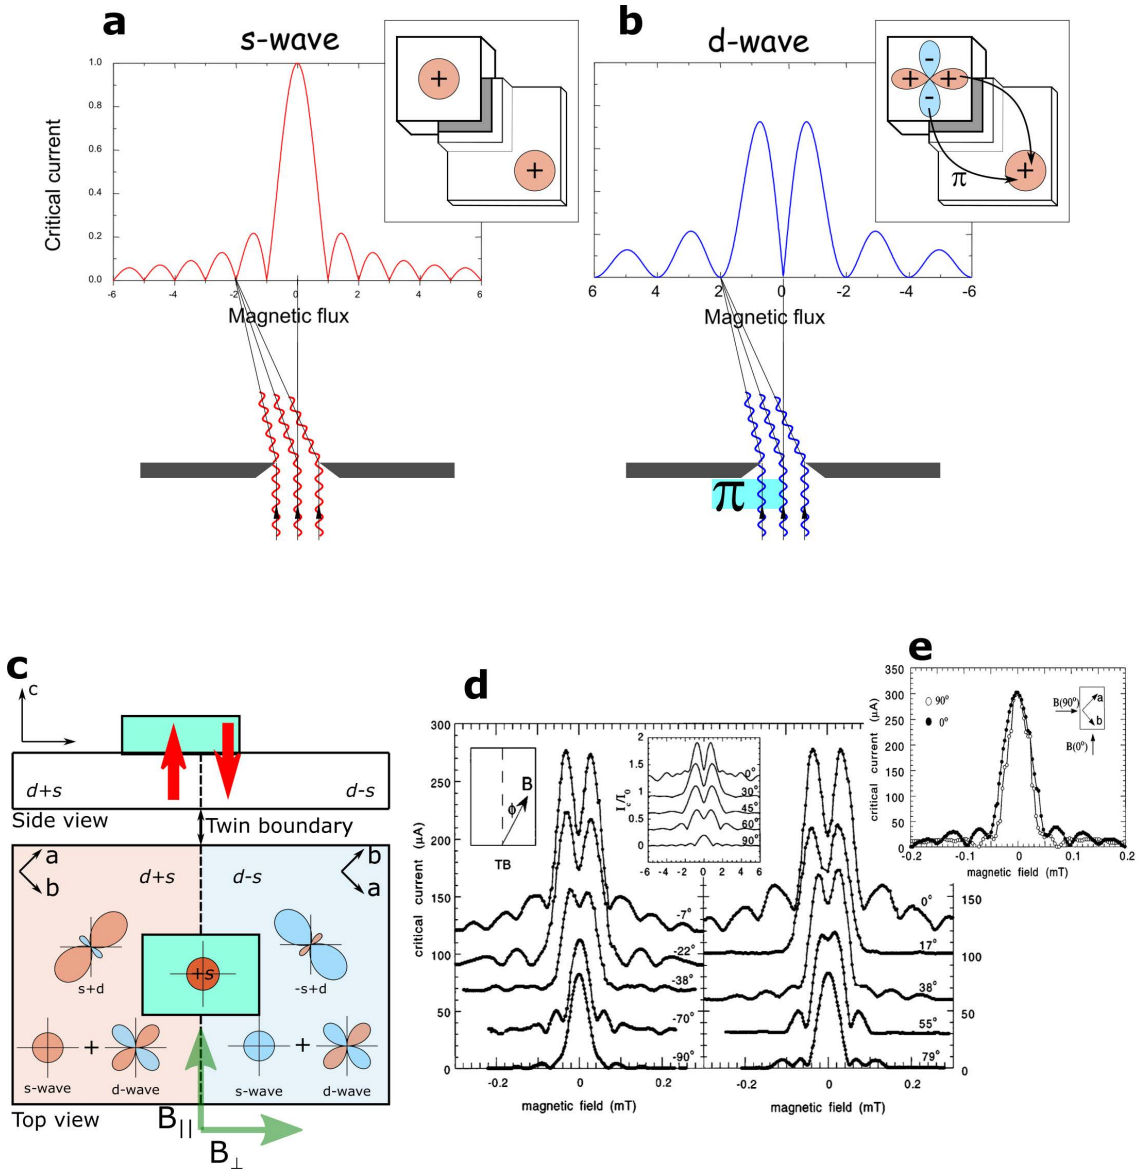 a
s-wave
Critical current
1.0
0.8
0.6
0.4
0.2
0.0
-6 -4 -2 0 2 4 6
Magnetic flux
+
+
b
d-wave
6 4 2 0 -2 -4 -6
Magnetic flux
-
+ +
-
π
+
π
c
c
d+s
d-s
Side view
Twin boundary
a
b
d+s
d-s
b
a
+s
s+d
-s+d
+
+
s-wave
d-wave
s-wave
d-wave
Top view
B||
B⊥
d
critical current (μA)
300
250
200
150
100
50
0
B
ϕ
TB
Ic/I0
2
1.5
1
0.5
0
0°
30°
45°
60°
90°
-6 -4 -2 0 2 4 6
-7°
-22°
-38°
-70°
-90°
-0.2 0 0.2
magnetic field (mT)
0°
17°
38°
55°
79°
150
100
50
0
-0.2 0 0.2
magnetic field (mT)
e
critical current (μA)
350
300
250
200
150
100
50
0
90°
0°
B(90°)
a
b
B(0°)
-0.2 -0.1 0 0.1 0.2
magnetic field (mT)